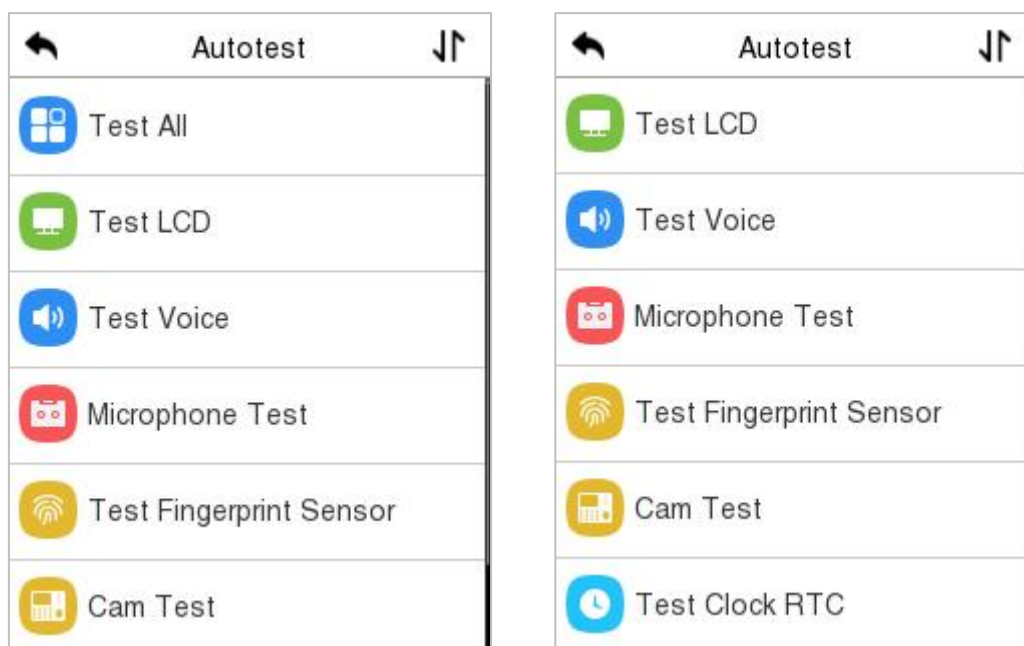 Autotest
Test All
Test LCD
Test Voice
Microphone Test
Test Fingerprint Sensor
Cam Test
Autotest
Test LCD
Test Voice
Microphone Test
Test Fingerprint Sensor
Cam Test
Test Clock RTC